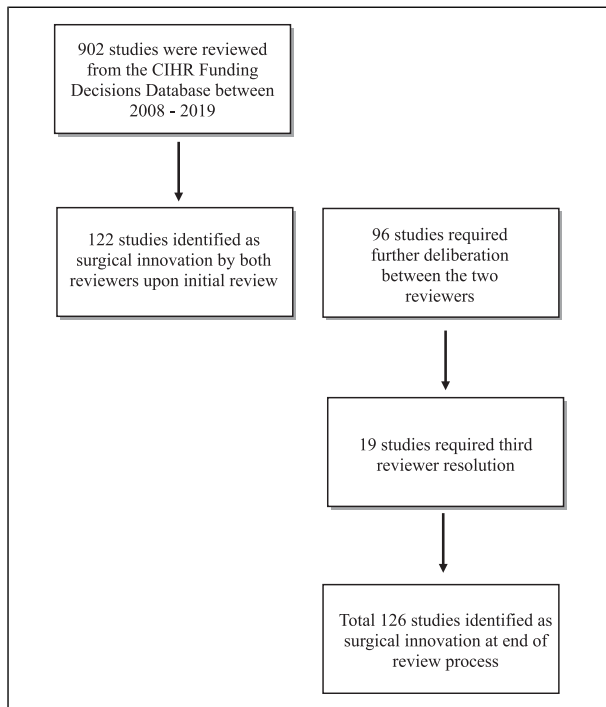 902 studies were reviewed
from the CIHR Funding
Decisions Database between
2008 - 2019
122 studies identified as
surgical innovation by both
reviewers upon initial review
96 studies required
further deliberation
between the two
reviewers
19 studies required third
reviewer resolution
Total 126 studies identified as
surgical innovation at end of
review process